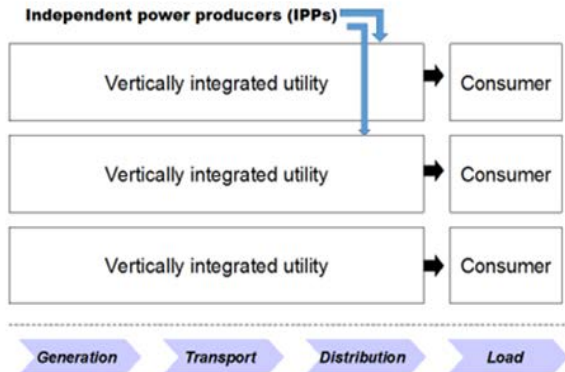 Independent power producers (IPPs)
Vertically integrated utility
Consumer
Vertically integrated utility
Consumer
Vertically integrated utility
Consumer
Generation
Transport
Distribution
Load